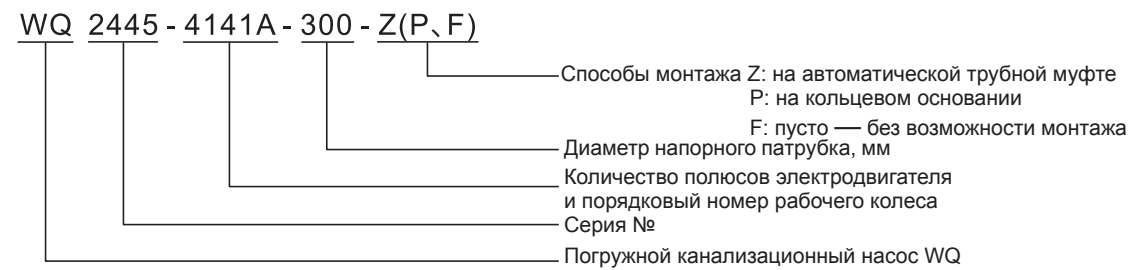 WQ 2445 - 4141A - 300 - Z(P、F)
Способы монтажа Z: на автоматической трубной муфте
P: на кольцевом основании
F: пусто — без возможности монтажа
Диаметр напорного патрубка, мм
Количество полюсов электродвигателя
и порядковый номер рабочего колеса
Серия №
Погружной канализационный насос WQ